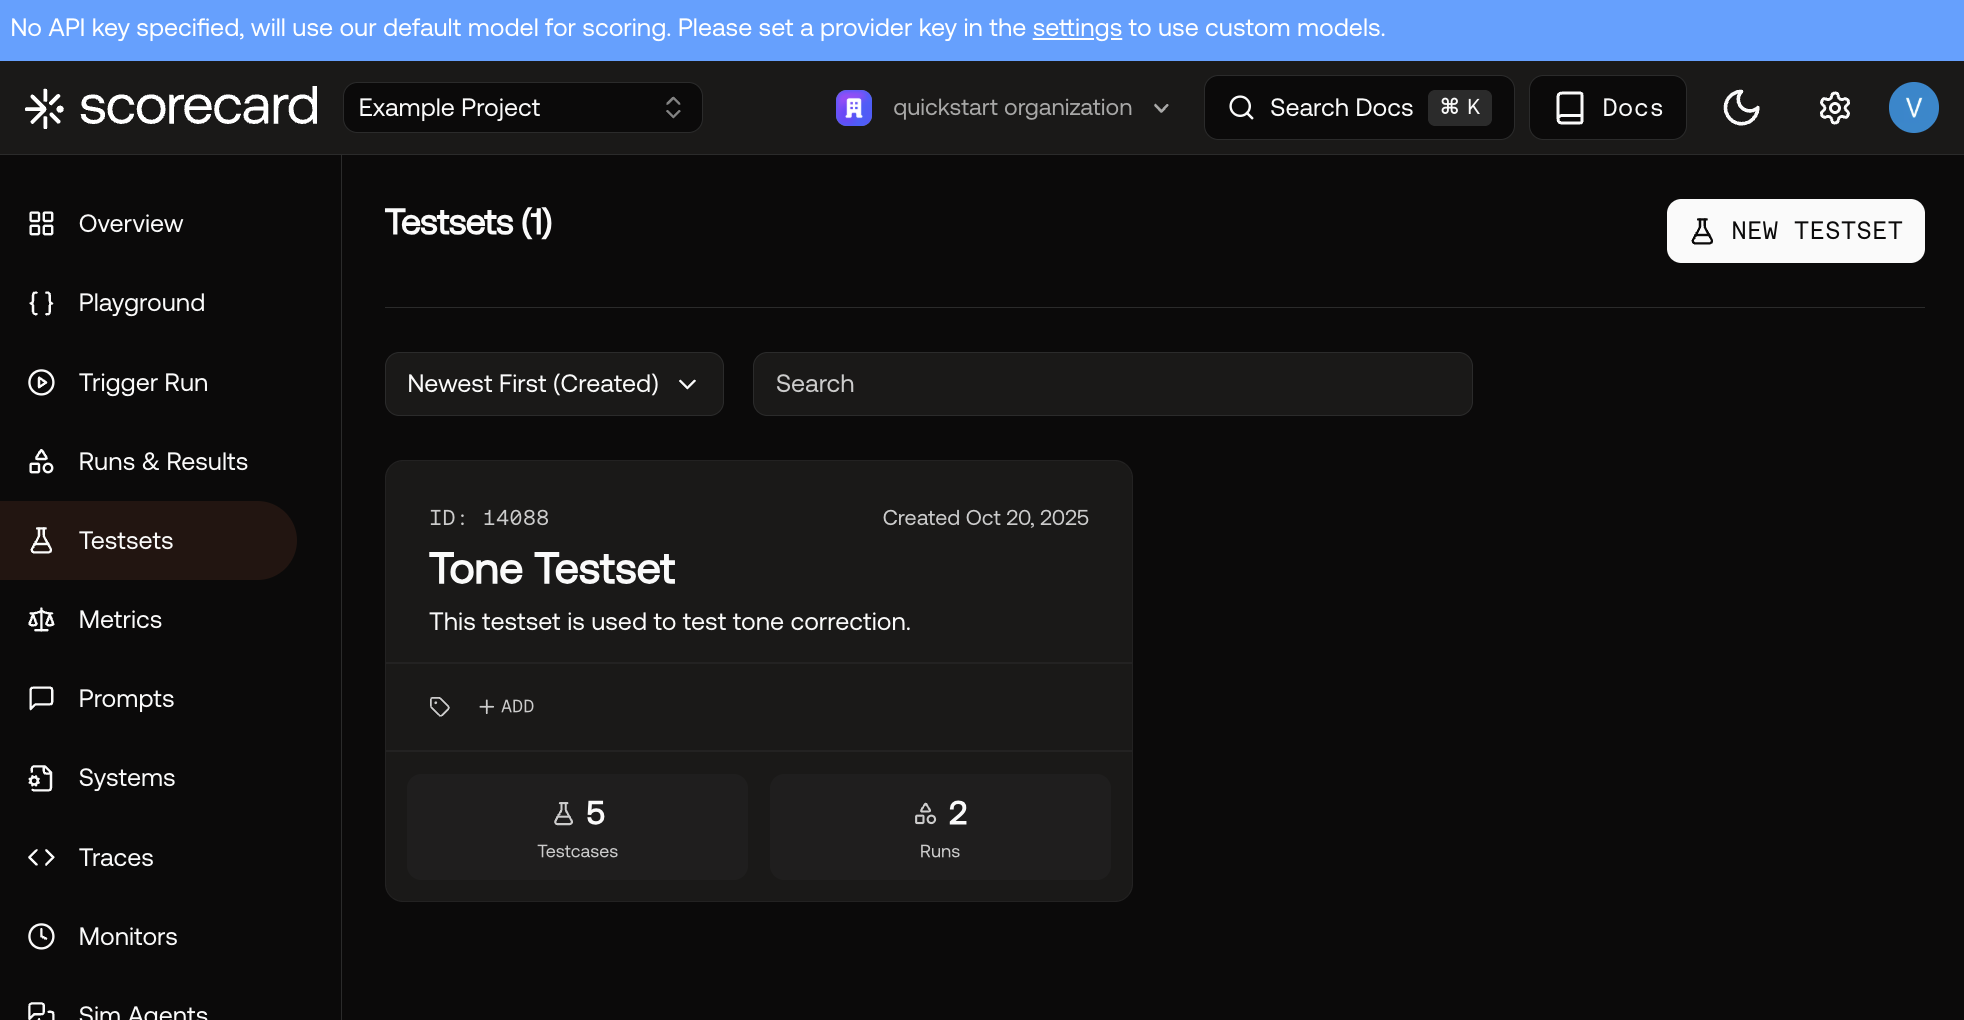 No API key specified, will use our default model for scoring. Please set a provider key in the settings to use custom models.
scorecard
Example Project
quickstart organization
Search Docs ⌘ K
Docs
V
Overview
Playground
Trigger Run
Runs & Results
Testsets
Metrics
Prompts
Systems
Traces
Monitors
Sim Agents
Testsets (1)
NEW TESTSET
Newest First (Created)
Search
ID: 14088
Created Oct 20, 2025
Tone Testset
This testset is used to test tone correction.
+ ADD
5
Testcases
2
Runs